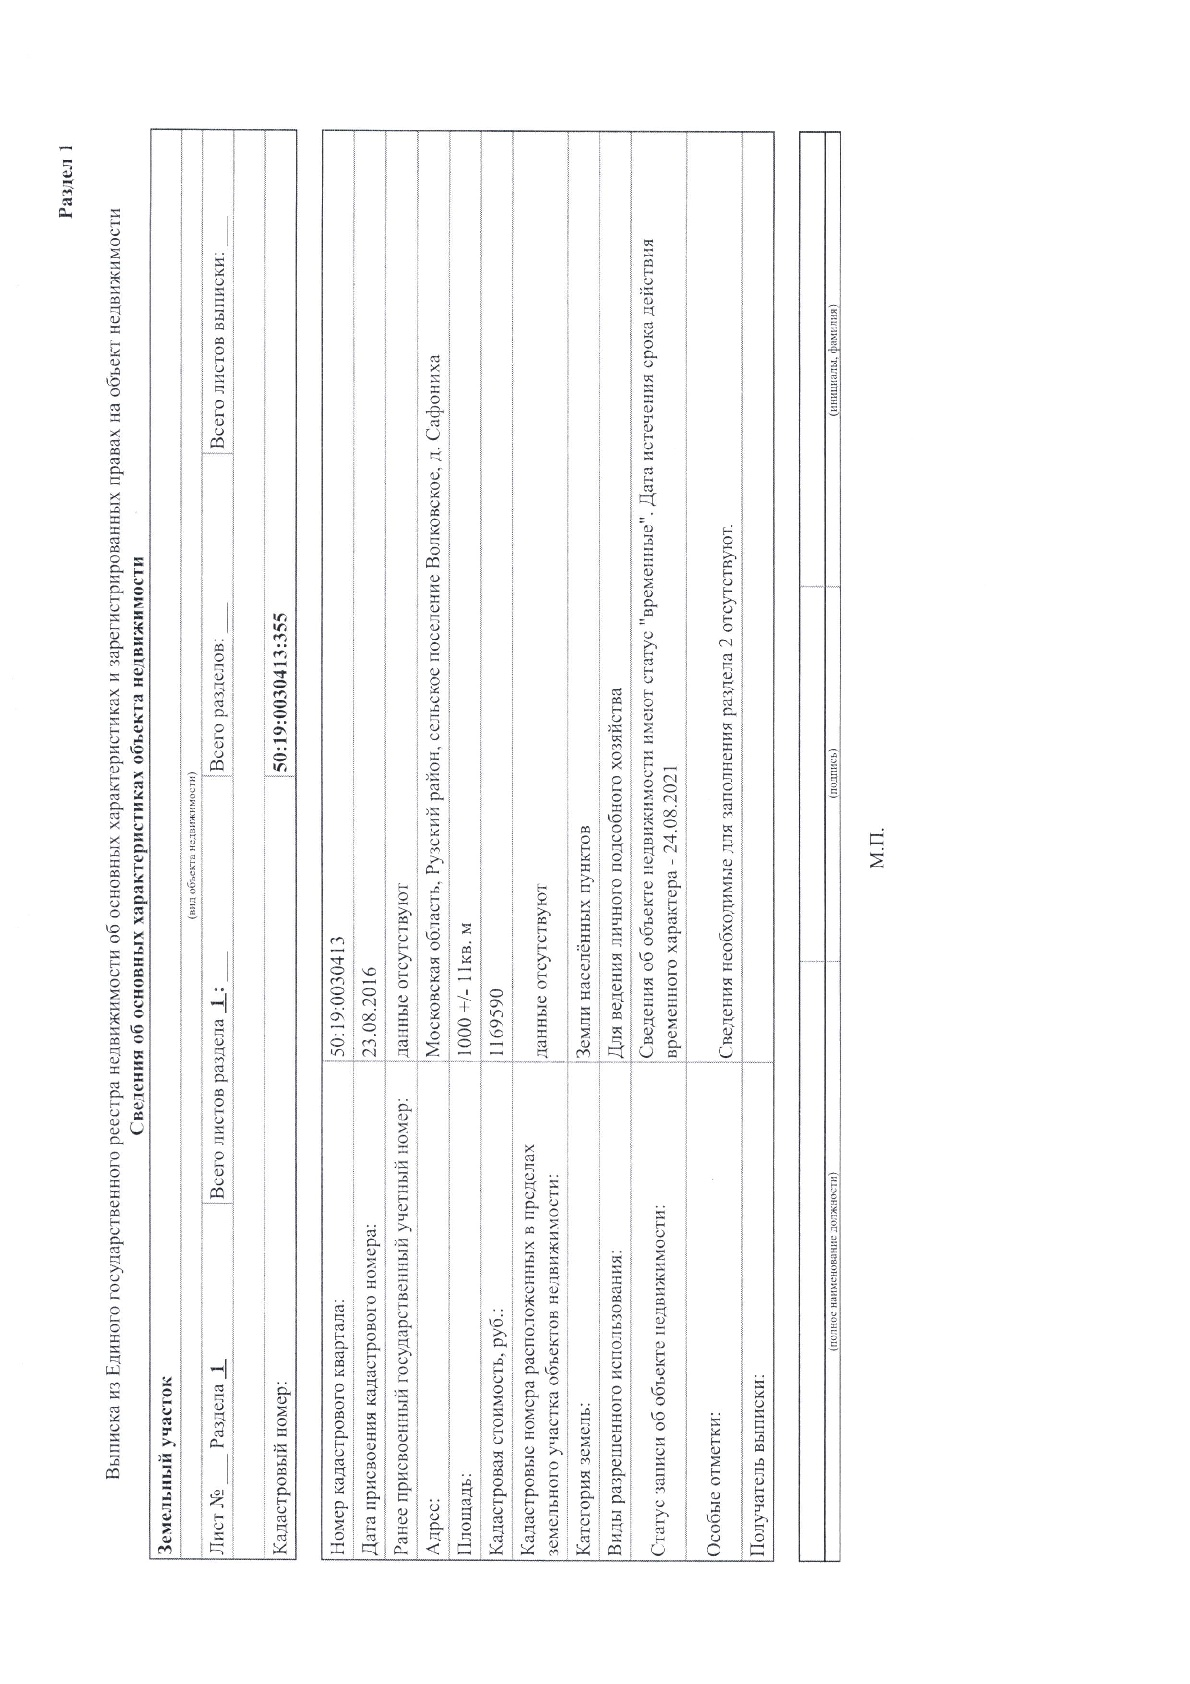 Раздел 1
Выписка из Единого государственного реестра недвижимости об основных характеристиках и зарегистрированных правах на объект недвижимости
Сведения об основных характеристиках объекта недвижимости
Земельный участок
(вид объекта недвижимости)
Лист № ___ Раздела 1 Всего листов раздела 1 : ___ Всего разделов: ___ Всего листов выписки: ___
Кадастровый номер: 50:19:0030413:355
Номер кадастрового квартала: 50:19:0030413
Дата присвоения кадастрового номера: 23.08.2016
Ранее присвоенный государственный учетный номер: данные отсутствуют
Адрес: Московская область, Рузский район, сельское поселение Волковское, д. Сафониха
Площадь: 1000 +/- 11кв. м
Кадастровая стоимость, руб.: 1169590
Кадастровые номера расположенных в пределах
земельного участка объектов недвижимости: данные отсутствуют
Категория земель: Земли населённых пунктов
Виды разрешенного использования: Для ведения личного подсобного хозяйства
Статус записи об объекте недвижимости: Сведения об объекте недвижимости имеют статус "временные". Дата истечения срока действия
временного характера - 24.08.2021
Особые отметки: Сведения необходимые для заполнения раздела 2 отсутствуют.
Получатель выписки:
(полное наименование должности) (подпись) (инициалы, фамилия)
М.П.